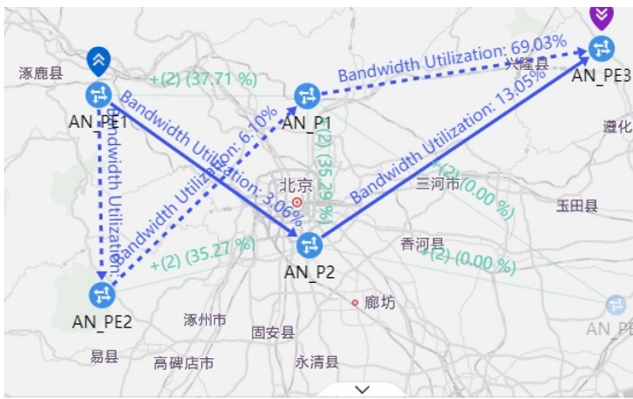 Bandwidth Utilization: 69.03%
涿鹿县
+(2) (37.71 %)
兴隆县
AN_PE3
AN_PE1
AN_P1
Bandwidth Utilization: 6.10%
Bandwidth Utilization: 3.06%
Bandwidth Utilization: 13.05%
Bandwidth Utilization:
(2) (35.29 %)
遵化
北京
三河市
+(2) (0.00 %)
玉田县
香河县
+(2) (35.27 %)
+(2) (0.00 %)
AN_P2
AN_PE2
廊坊
涿州市
固安县
易县
高碑店市
永清县
AN_PE